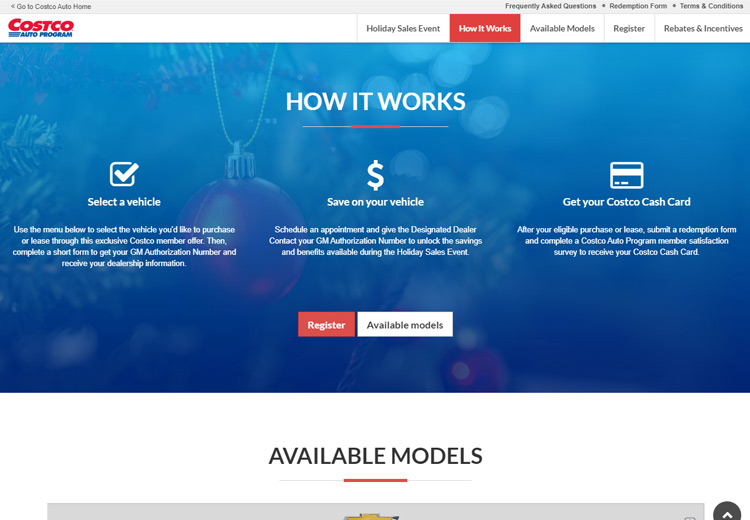 < Go to Costco Auto Home
Frequently Asked Questions • Redemption Form • Terms & Conditions
COSTCO
AUTO PROGRAM
Holiday Sales Event
How It Works
Available Models
Register
Rebates & Incentives
HOW IT WORKS
Select a vehicle
Use the menu below to select the vehicle you'd like to purchase
or lease through this exclusive Costco member offer. Then,
complete a short form to get your GM Authorization Number and
receive your dealership information.
Save on your vehicle
Schedule an appointment and give the Designated Dealer
Contact your GM Authorization Number to unlock the savings
and benefits available during the Holiday Sales Event.
Get your Costco Cash Card
After your eligible purchase or lease, submit a redemption form
and complete a Costco Auto Program member satisfaction
survey to receive your Costco Cash Card.
Register
Available models
AVAILABLE MODELS